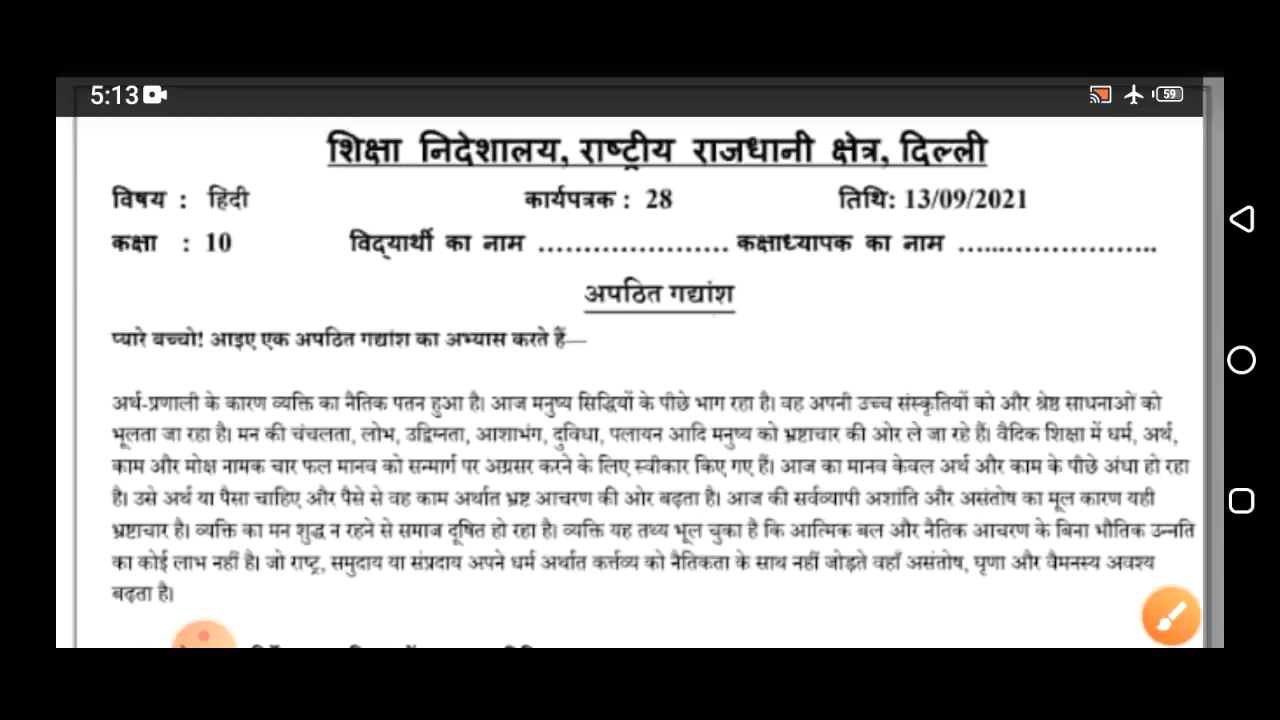 5:13
59
शिक्षा निदेशालय, राष्ट्रीय राजधानी क्षेत्र, दिल्ली
विषय : हिंदी कार्यपत्रक : 28 तिथि: 13/09/2021
कक्षा : 10 विद्यार्थी का नाम ..................... कक्षाध्यापक का नाम ......................
अपठित गद्यांश
प्यारे बच्चो! आइए एक अपठित गद्यांश का अभ्यास करते हैं—
अर्थ-प्रणाली के कारण व्यक्ति का नैतिक पतन हुआ है। आज मनुष्य सिद्धियों के पीछे भाग रहा है। वह अपनी उच्च संस्कृतियों को और श्रेष्ठ साधनाओं को
भूलता जा रहा है। मन की चंचलता, लोभ, उद्विग्नता, आशाभंग, दुविधा, पलायन आदि मनुष्य को भ्रष्टाचार की ओर ले जा रहे हैं। वैदिक शिक्षा में धर्म, अर्थ,
काम और मोक्ष नामक चार फल मानव को सन्मार्ग पर अग्रसर करने के लिए स्वीकार किए गए हैं। आज का मानव केवल अर्थ और काम के पीछे अंधा हो रहा
है। उसे अर्थ या पैसा चाहिए और पैसे से वह काम अर्थात भ्रष्ट आचरण की ओर बढ़ता है। आज की सर्वव्यापी अशांति और असंतोष का मूल कारण यही
भ्रष्टाचार है। व्यक्ति का मन शुद्ध न रहने से समाज दूषित हो रहा है। व्यक्ति यह तथ्य भूल चुका है कि आत्मिक बल और नैतिक आचरण के बिना भौतिक उन्नति
का कोई लाभ नहीं है। जो राष्ट्र, समुदाय या संप्रदाय अपने धर्म अर्थात कर्त्तव्य को नैतिकता के साथ नहीं जोड़ते वहाँ असंतोष, घृणा और वैमनस्य अवश्य
बढ़ता है।